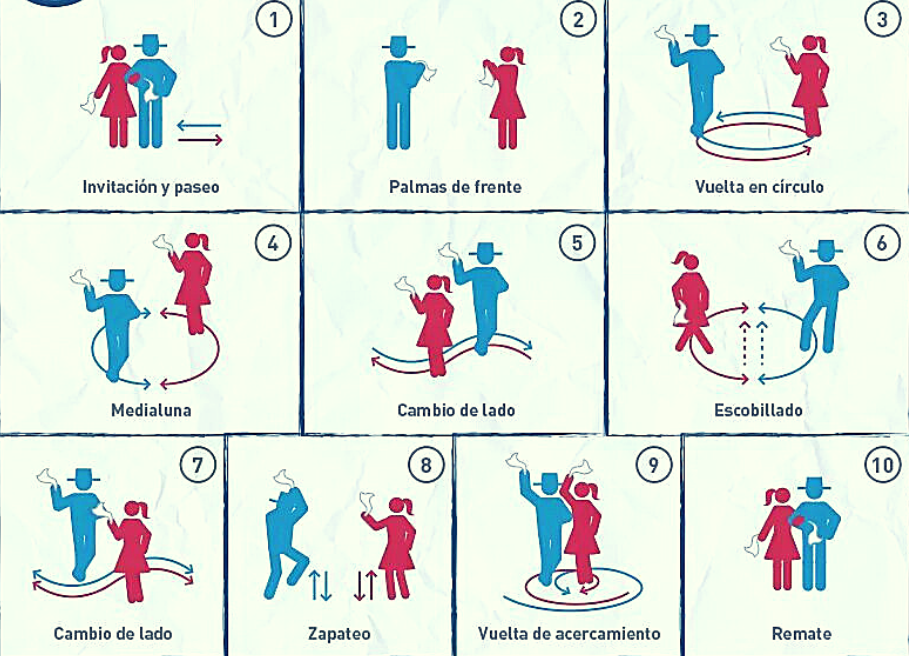 1
Invitación y paseo
2
Palmas de frente
3
Vuelta en círculo
4
Medialuna
5
Cambio de lado
6
Escobillado
7
Cambio de lado
8
Zapateo
9
Vuelta de acercamiento
10
Remate